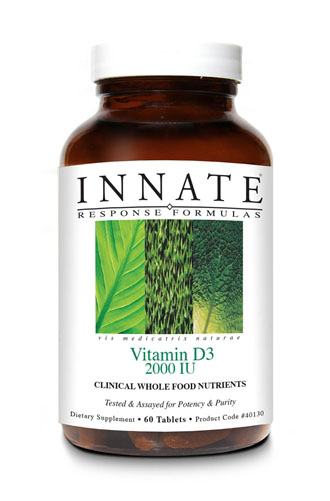 INNATE®
RESPONSE FORMULAS
vis medicatrix naturae
Vitamin D3
2000 IU
CLINICAL WHOLE FOOD NUTRIENTS
Tested & Assayed for Potency & Purity
Dietary Supplement • 60 Tablets • Product Code #40130